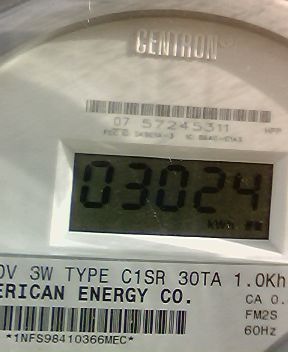 CENTRON®
07 57245311 HPP
03024
kWh
0V 3W TYPE C1SR 30TA 1.0Kh
ERICAN ENERGY CO. CA 0.
FM2S
60Hz
*1NFS98410366MEC*